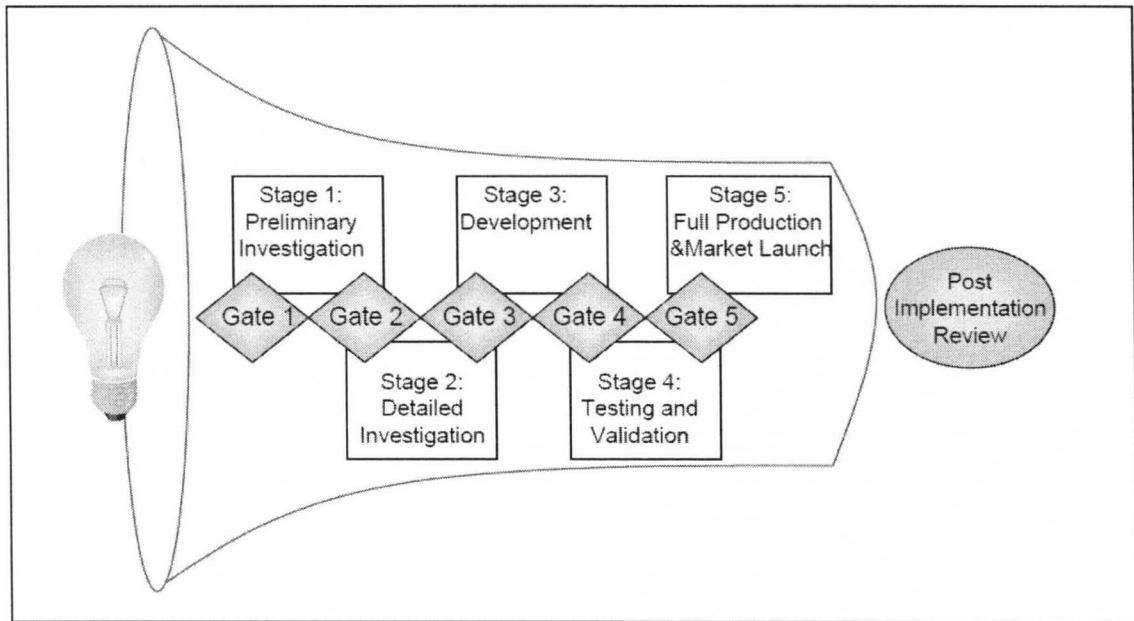 Stage 1:
Preliminary
Investigation
Stage 3:
Development
Stage 5:
Full Production
&Market Launch
Gate 1
Gate 2
Gate 3
Gate 4
Gate 5
Post
Implementation
Review
Stage 2:
Detailed
Investigation
Stage 4:
Testing and
Validation